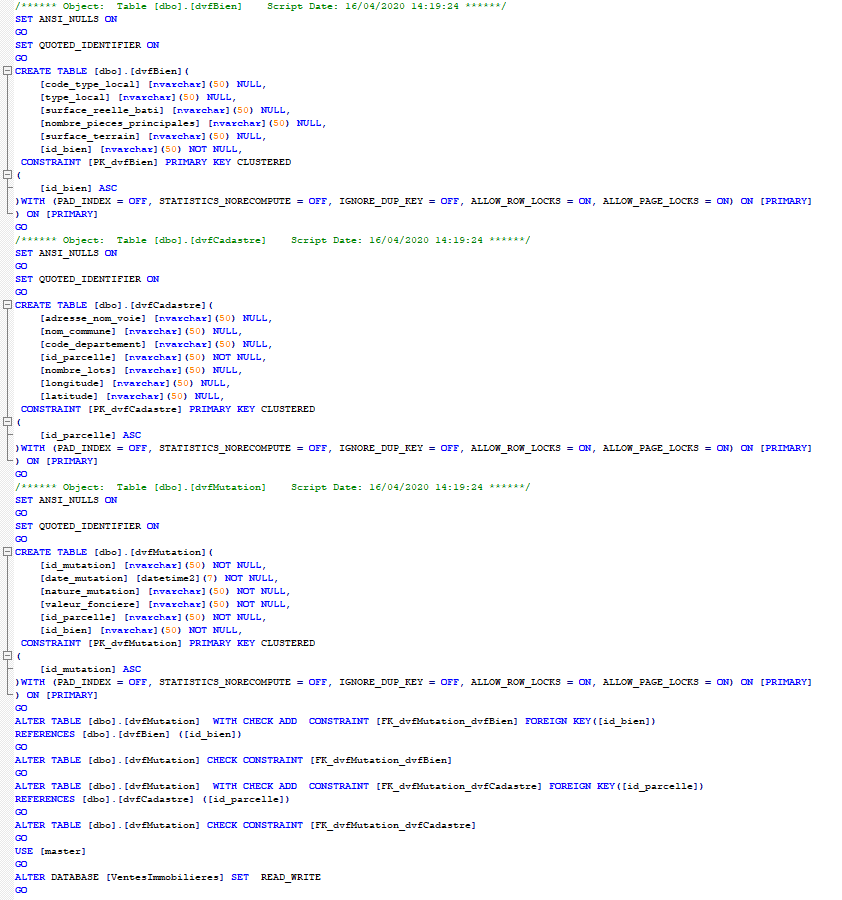 /****** Object:  Table [dbo].[dvfBien]    Script Date: 16/04/2020 14:19:24 ******/
SET ANSI_NULLS ON
GO
SET QUOTED_IDENTIFIER ON
GO
CREATE TABLE [dbo].[dvfBien](
    [code_type_local] [nvarchar](50) NULL,
    [type_local] [nvarchar](50) NULL,
    [surface_reelle_bati] [nvarchar](50) NULL,
    [nombre_pieces_principales] [nvarchar](50) NULL,
    [surface_terrain] [nvarchar](50) NULL,
    [id_bien] [nvarchar](50) NOT NULL,
 CONSTRAINT [PK_dvfBien] PRIMARY KEY CLUSTERED
(
    [id_bien] ASC
)WITH (PAD_INDEX = OFF, STATISTICS_NORECOMPUTE = OFF, IGNORE_DUP_KEY = OFF, ALLOW_ROW_LOCKS = ON, ALLOW_PAGE_LOCKS = ON) ON [PRIMARY]
) ON [PRIMARY]
GO
/****** Object:  Table [dbo].[dvfCadastre]    Script Date: 16/04/2020 14:19:24 ******/
SET ANSI_NULLS ON
GO
SET QUOTED_IDENTIFIER ON
GO
CREATE TABLE [dbo].[dvfCadastre](
    [adresse_nom_voie] [nvarchar](50) NULL,
    [nom_commune] [nvarchar](50) NULL,
    [code_departement] [nvarchar](50) NULL,
    [id_parcelle] [nvarchar](50) NOT NULL,
    [nombre_lots] [nvarchar](50) NULL,
    [longitude] [nvarchar](50) NULL,
    [latitude] [nvarchar](50) NULL,
 CONSTRAINT [PK_dvfCadastre] PRIMARY KEY CLUSTERED
(
    [id_parcelle] ASC
)WITH (PAD_INDEX = OFF, STATISTICS_NORECOMPUTE = OFF, IGNORE_DUP_KEY = OFF, ALLOW_ROW_LOCKS = ON, ALLOW_PAGE_LOCKS = ON) ON [PRIMARY]
) ON [PRIMARY]
GO
/****** Object:  Table [dbo].[dvfMutation]    Script Date: 16/04/2020 14:19:24 ******/
SET ANSI_NULLS ON
GO
SET QUOTED_IDENTIFIER ON
GO
CREATE TABLE [dbo].[dvfMutation](
    [id_mutation] [nvarchar](50) NOT NULL,
    [date_mutation] [datetime2](7) NOT NULL,
    [nature_mutation] [nvarchar](50) NOT NULL,
    [valeur_fonciere] [nvarchar](50) NOT NULL,
    [id_parcelle] [nvarchar](50) NOT NULL,
    [id_bien] [nvarchar](50) NOT NULL,
 CONSTRAINT [PK_dvfMutation] PRIMARY KEY CLUSTERED
(
    [id_mutation] ASC
)WITH (PAD_INDEX = OFF, STATISTICS_NORECOMPUTE = OFF, IGNORE_DUP_KEY = OFF, ALLOW_ROW_LOCKS = ON, ALLOW_PAGE_LOCKS = ON) ON [PRIMARY]
) ON [PRIMARY]
GO
ALTER TABLE [dbo].[dvfMutation]  WITH CHECK ADD  CONSTRAINT [FK_dvfMutation_dvfBien] FOREIGN KEY([id_bien])
REFERENCES [dbo].[dvfBien] ([id_bien])
GO
ALTER TABLE [dbo].[dvfMutation] CHECK CONSTRAINT [FK_dvfMutation_dvfBien]
GO
ALTER TABLE [dbo].[dvfMutation]  WITH CHECK ADD  CONSTRAINT [FK_dvfMutation_dvfCadastre] FOREIGN KEY([id_parcelle])
REFERENCES [dbo].[dvfCadastre] ([id_parcelle])
GO
ALTER TABLE [dbo].[dvfMutation] CHECK CONSTRAINT [FK_dvfMutation_dvfCadastre]
GO
USE [master]
GO
ALTER DATABASE [VentesImmobilieres] SET  READ_WRITE
GO